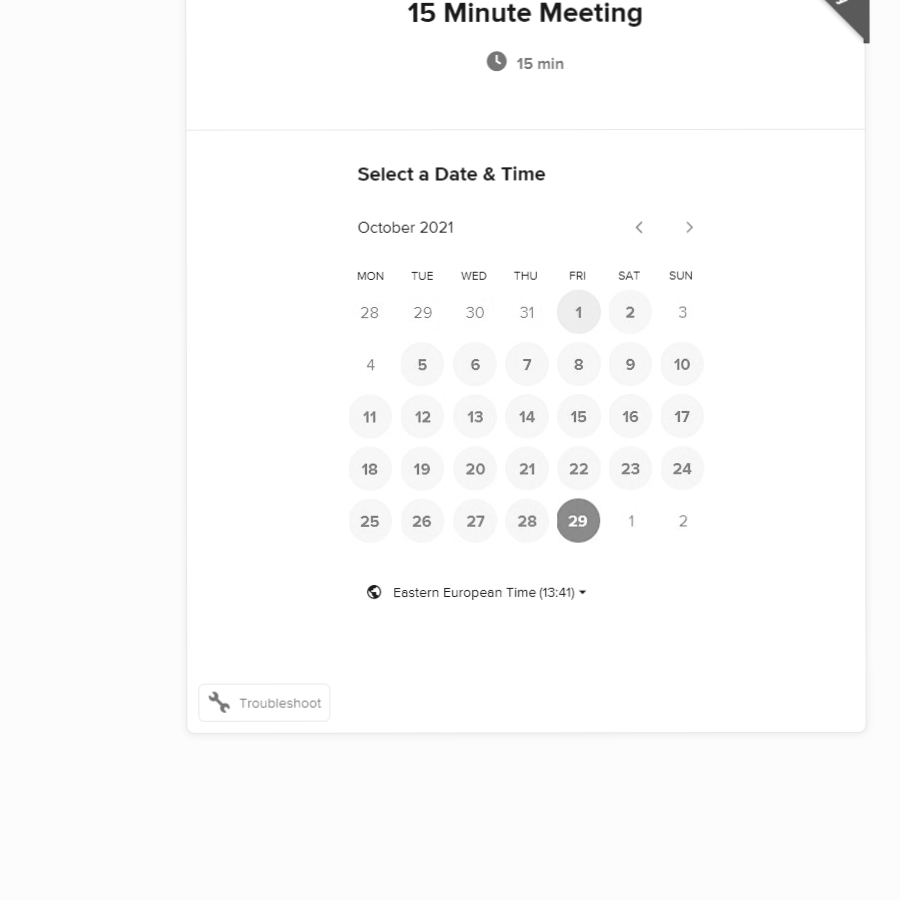 15 Minute Meeting
15 min
Select a Date & Time
October 2021
MON TUE WED THU FRI SAT SUN
28 29 30 31 1 2 3
4 5 6 7 8 9 10
11 12 13 14 15 16 17
18 19 20 21 22 23 24
25 26 27 28 29 1 2
Eastern European Time (13:41)
Troubleshoot